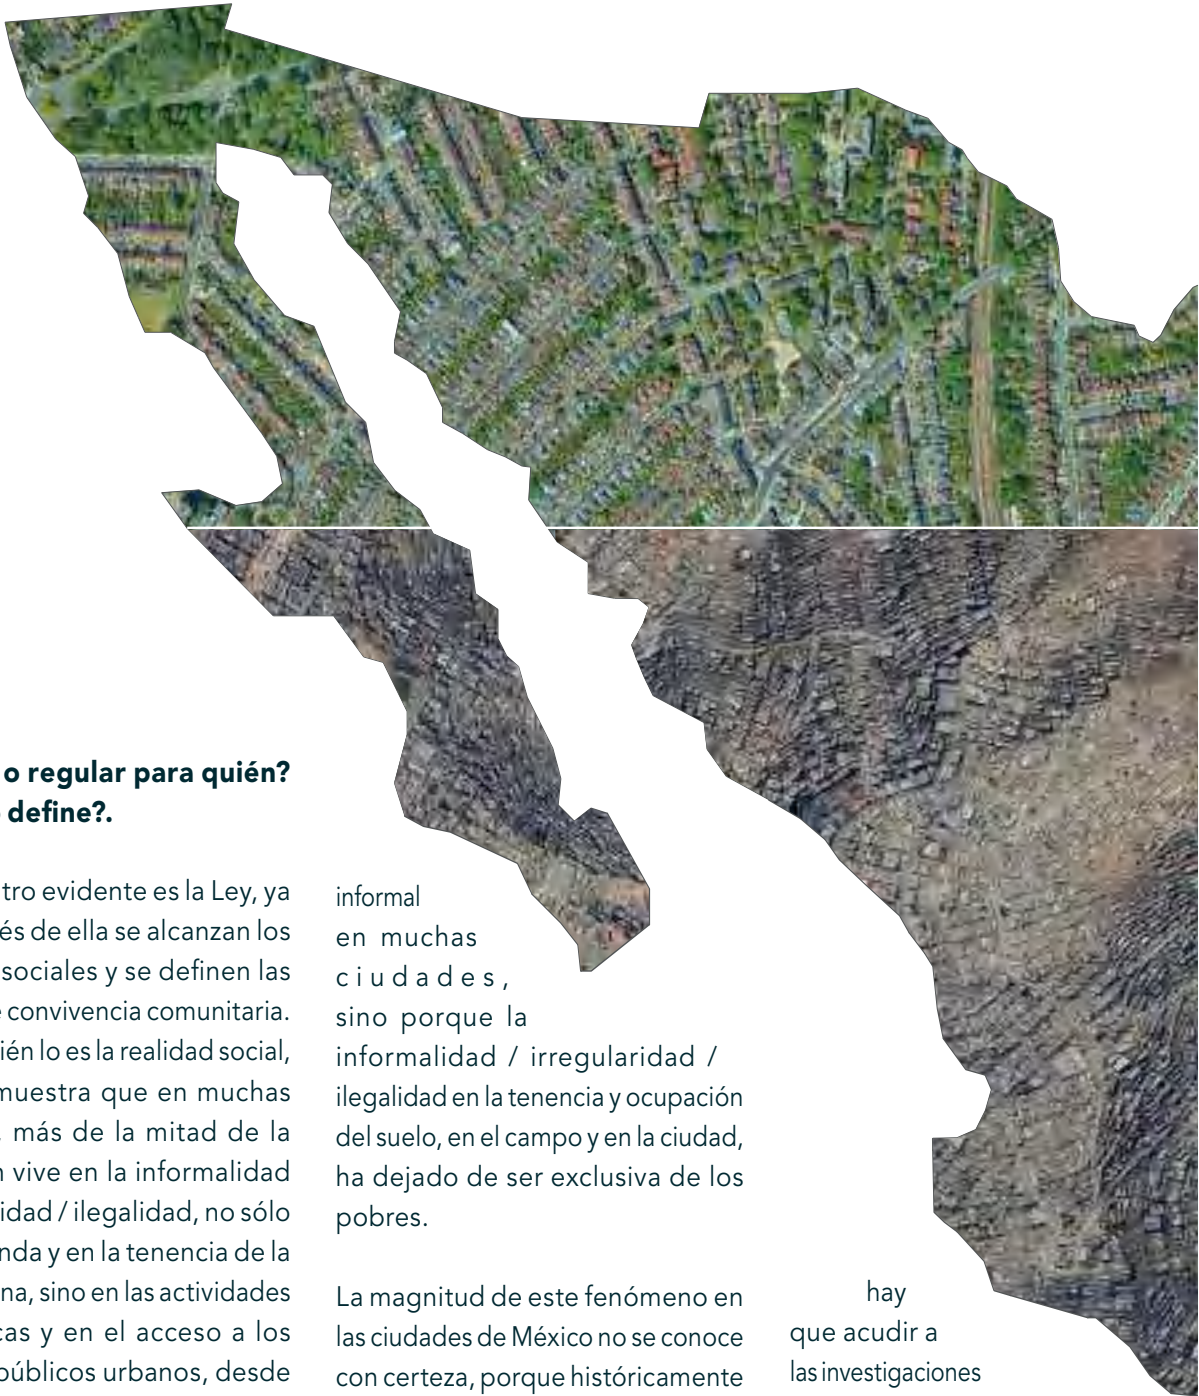 o regular para quién?
define?.
tro evidente es la Ley, ya
és de ella se alcanzan los
sociales y se definen las
convivencia comunitaria.
ién lo es la realidad social,
muestra que en muchas
más de la mitad de la
vive en la informalidad
idad / ilegalidad, no sólo
nda y en la tenencia de la
na, sino en las actividades
cas y en el acceso a los
públicos urbanos, desde
informal
en muchas
ciudades,
sino porque la
informalidad / irregularidad /
ilegalidad en la tenencia y ocupación
del suelo, en el campo y en la ciudad,
ha dejado de ser exclusiva de los
pobres.
La magnitud de este fenómeno en
las ciudades de México no se conoce
con certeza, porque históricamente
hay
que acudir a
las investigaciones